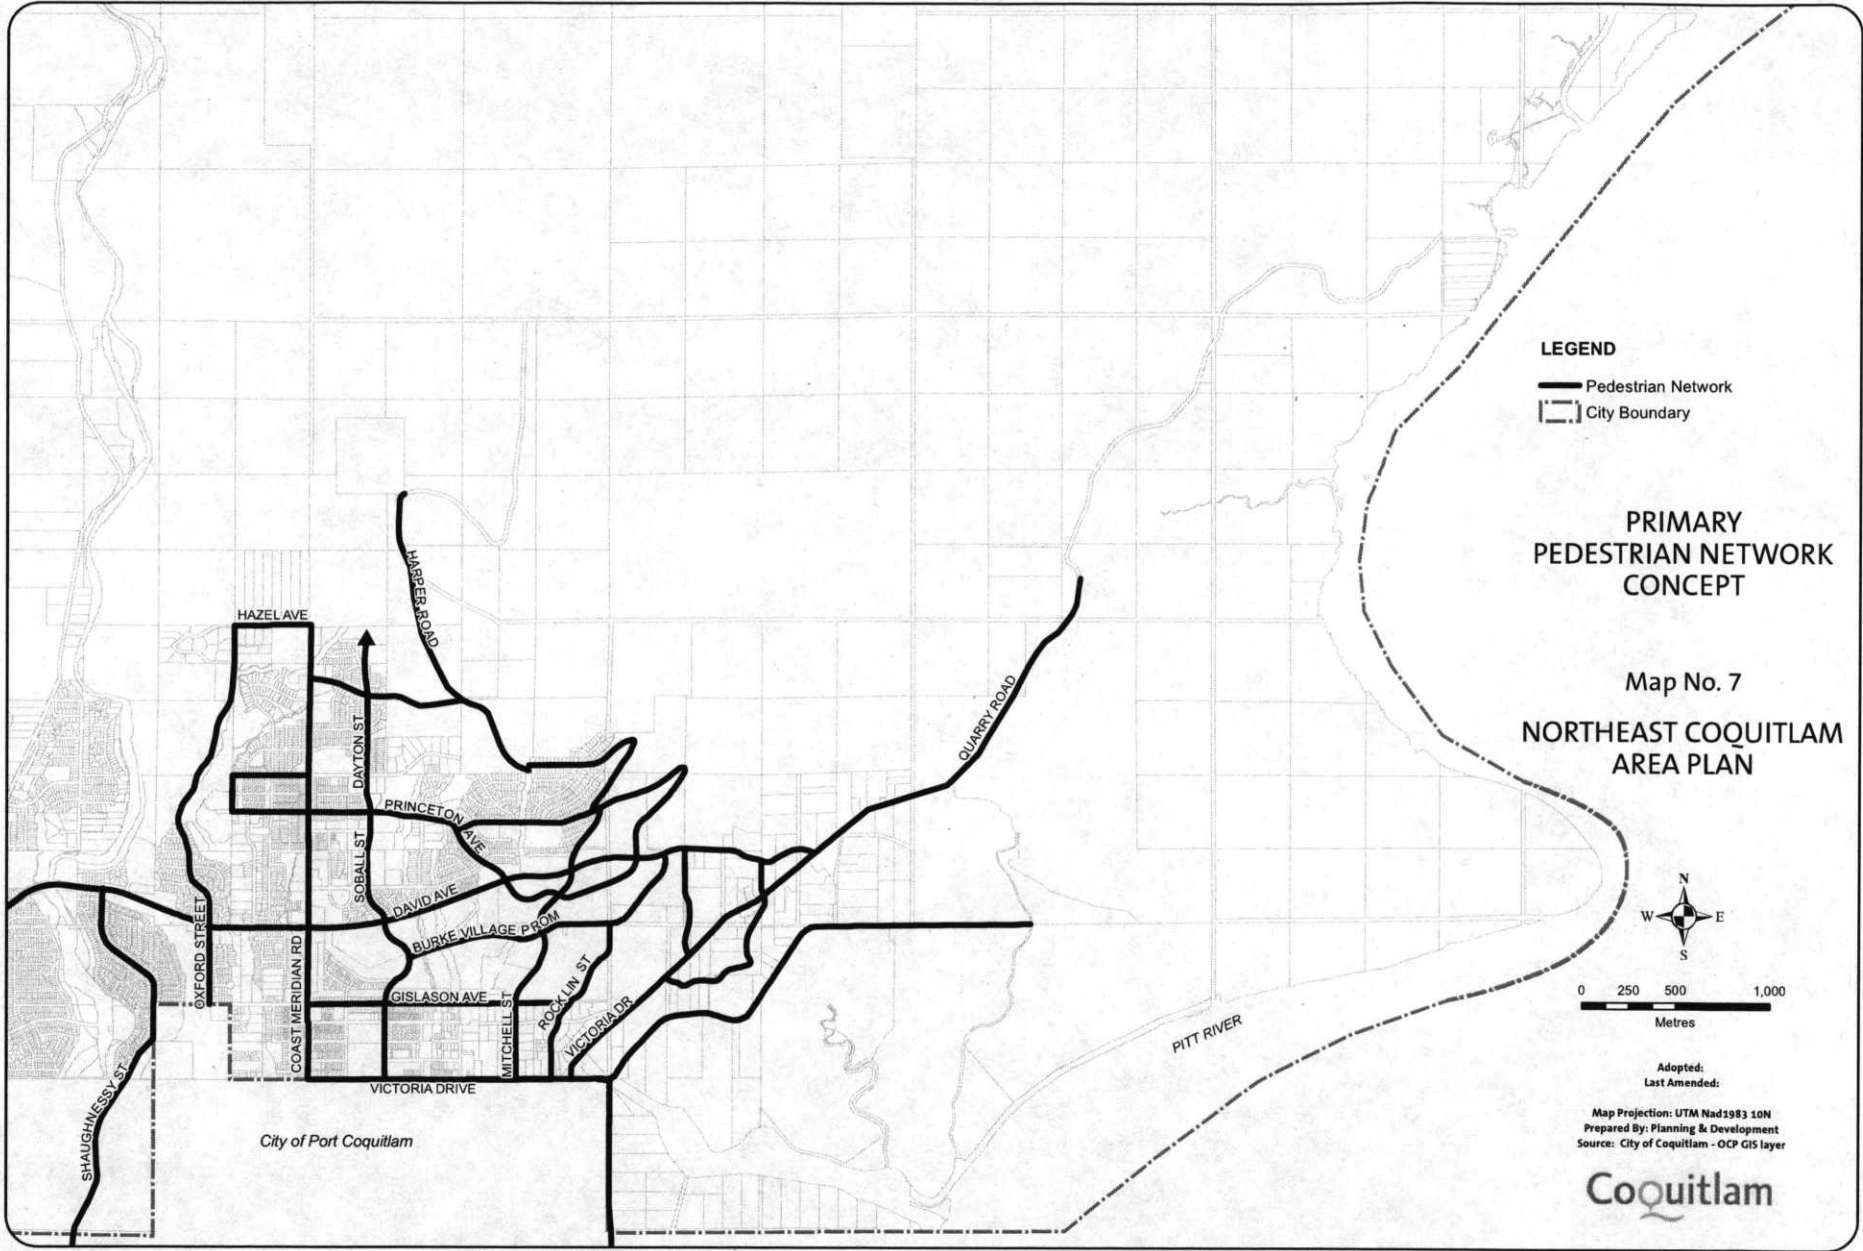 LEGEND
Pedestrian Network
City Boundary
PRIMARY
PEDESTRIAN NETWORK
CONCEPT
Map No. 7
NORTHEAST COQUITLAM
AREA PLAN
HARPER ROAD
HAZEL AVE
QUARRY ROAD
DAYTON ST
PRINCETON AVE
SOBALL ST
DAVID AVE
BURKE VILLAGE PROM
OXFORD STREET
COAST MERIDIAN RD
GISLASON AVE
MITCHELL ST
ROCKLIN ST
VICTORIA DR
VICTORIA DRIVE
SHAUGHNESSY ST
City of Port Coquitlam
PITT RIVER
N
W E
S
0 250 500 1,000
Metres
Adopted:
Last Amended:
Map Projection: UTM Nad1983 10N
Prepared By: Planning & Development
Source: City of Coquitlam - OCP GIS layer
Coquitlam